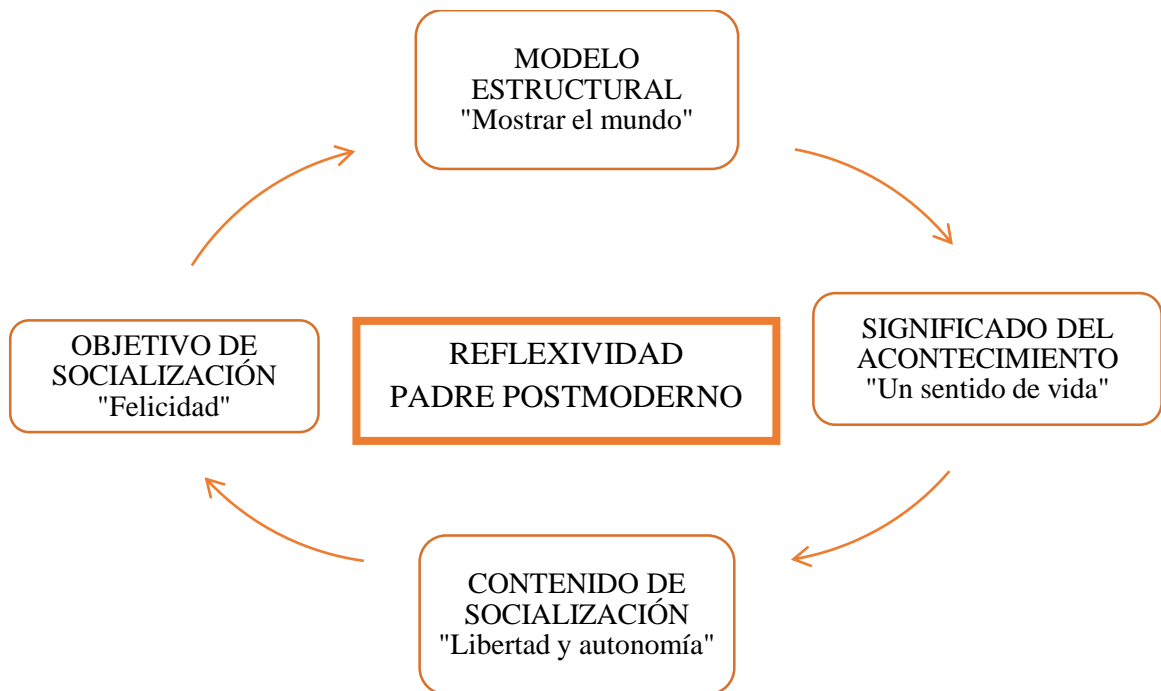 MODELO
ESTRUCTURAL
"Mostrar el mundo"
OBJETIVO DE
SOCIALIZACIÓN
"Felicidad"
REFLEXIVIDAD
PADRE POSTMODERNO
SIGNIFICADO DEL
ACONTECIMIENTO
"Un sentido de vida"
CONTENIDO DE
SOCIALIZACIÓN
"Libertad y autonomía"